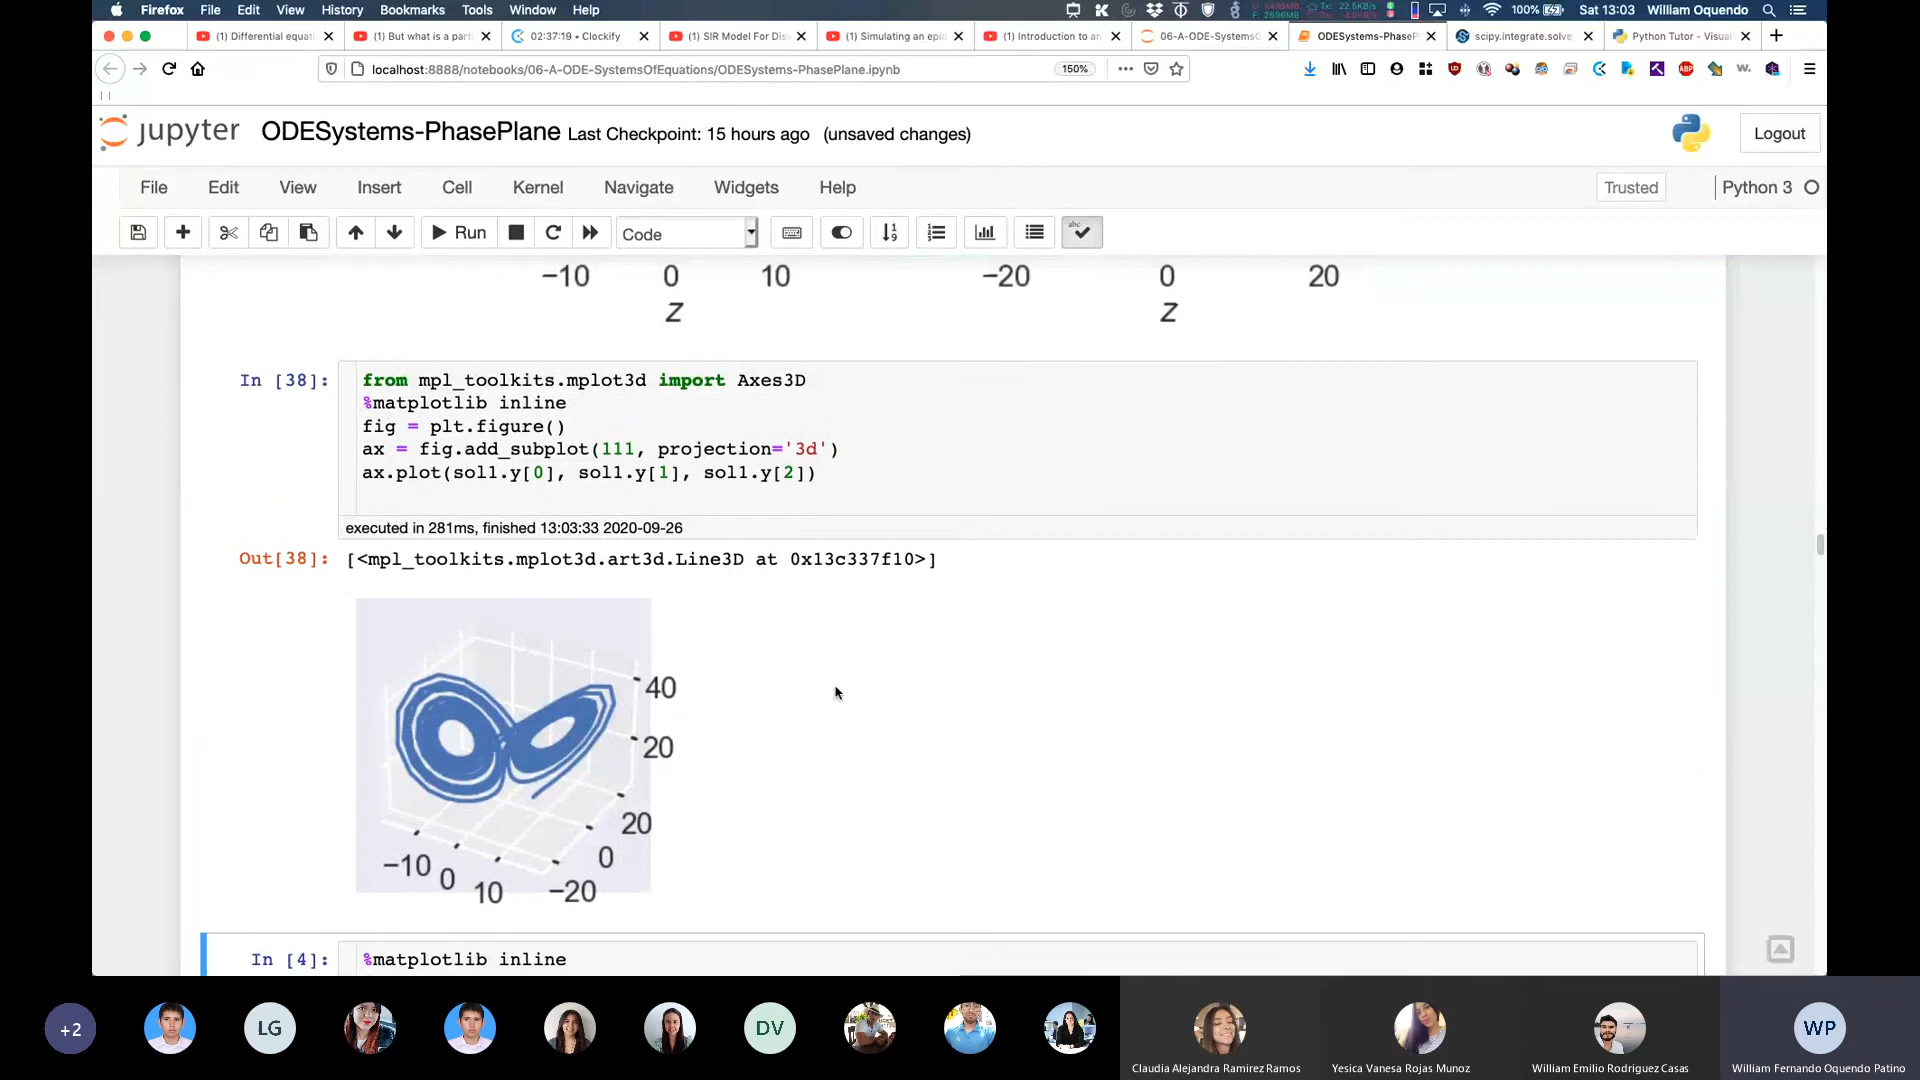 Firefox File Edit View History Bookmarks Tools Window Help 100% Sat 13:03 William Oquendo
(1) Differential equati (1) But what is a part 02:37:19 • Clockify (1) SIR Model For Dis (1) Simulating an epid (1) Introduction to an 06-A-ODE-SystemsO ODESystems-PhaseP scipy.integrate.solve_ Python Tutor - Visual
localhost:8888/notebooks/06-A-ODE-SystemsOfEquations/ODESystems-PhasePlane.ipynb 150%
jupyter ODESystems-PhasePlane Last Checkpoint: 15 hours ago (unsaved changes) Logout
File Edit View Insert Cell Kernel Navigate Widgets Help Trusted Python 3
Run Code
−10 0 10 −20 0 20
z z
In [38]: from mpl_toolkits.mplot3d import Axes3D
%matplotlib inline
fig = plt.figure()
ax = fig.add_subplot(111, projection='3d')
ax.plot(sol1.y[0], sol1.y[1], sol1.y[2])
executed in 281ms, finished 13:03:33 2020-09-26
Out[38]: [<mpl_toolkits.mplot3d.art3d.Line3D at 0x13c337f10>]
40
20
20
0
−20
−10 0 10
In [4]: %matplotlib inline
+2 LG DV WP
Claudia Alejandra Ramirez Ramos Yesica Vanesa Rojas Munoz William Emilio Rodriguez Casas William Fernando Oquendo Patino